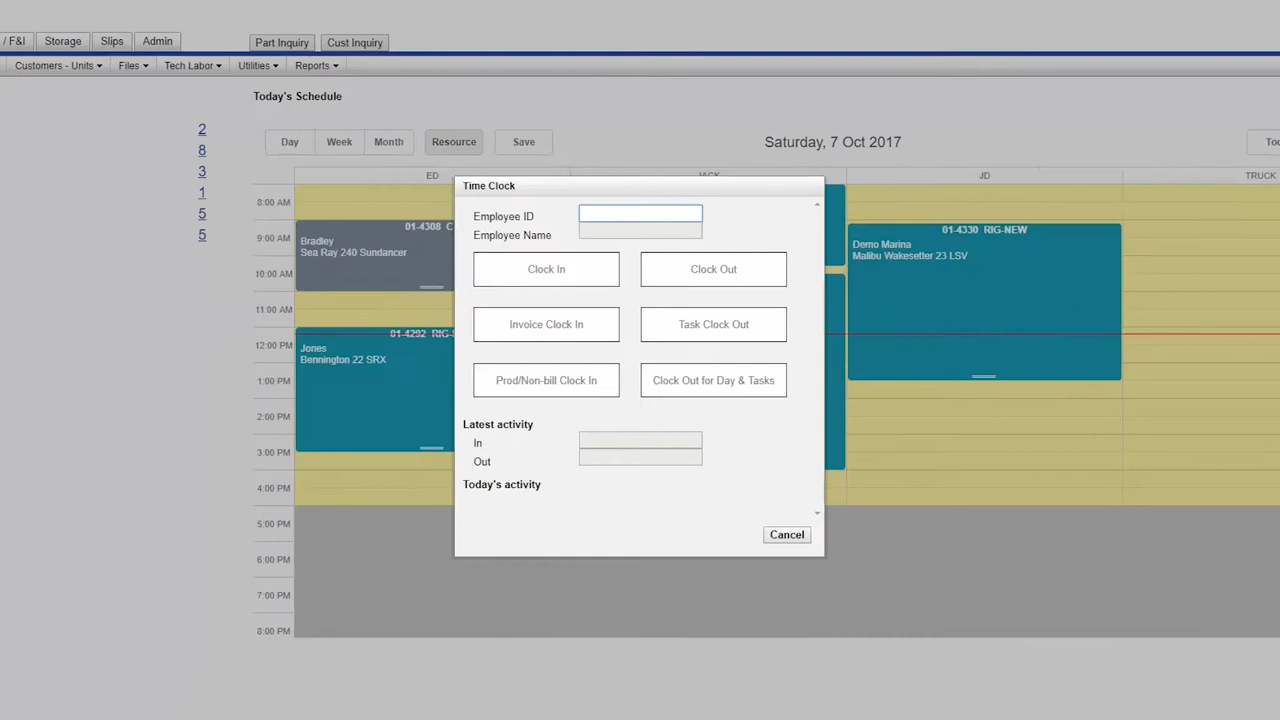 / F&I Storage Slips Admin Part Inquiry Cust Inquiry
Customers - Units Files Tech Labor Utilities Reports
Today's Schedule
2
8
3
1
5
5
Day Week Month Resource Save Saturday, 7 Oct 2017
ED JD TRUCK
8:00 AM
9:00 AM
10:00 AM
11:00 AM
12:00 PM
1:00 PM
2:00 PM
3:00 PM
4:00 PM
5:00 PM
6:00 PM
7:00 PM
8:00 PM
01-4308
Bradley
Sea Ray 240 Sundancer
01-4292 RIG-
Jones
Bennington 22 SRX
01-4330 RIG-NEW
Demo Marina
Malibu Wakesetter 23 LSV
Time Clock
Employee ID
Employee Name
Clock In Clock Out
Invoice Clock In Task Clock Out
Prod/Non-bill Clock In Clock Out for Day & Tasks
Latest activity
In
Out
Today's activity
Cancel